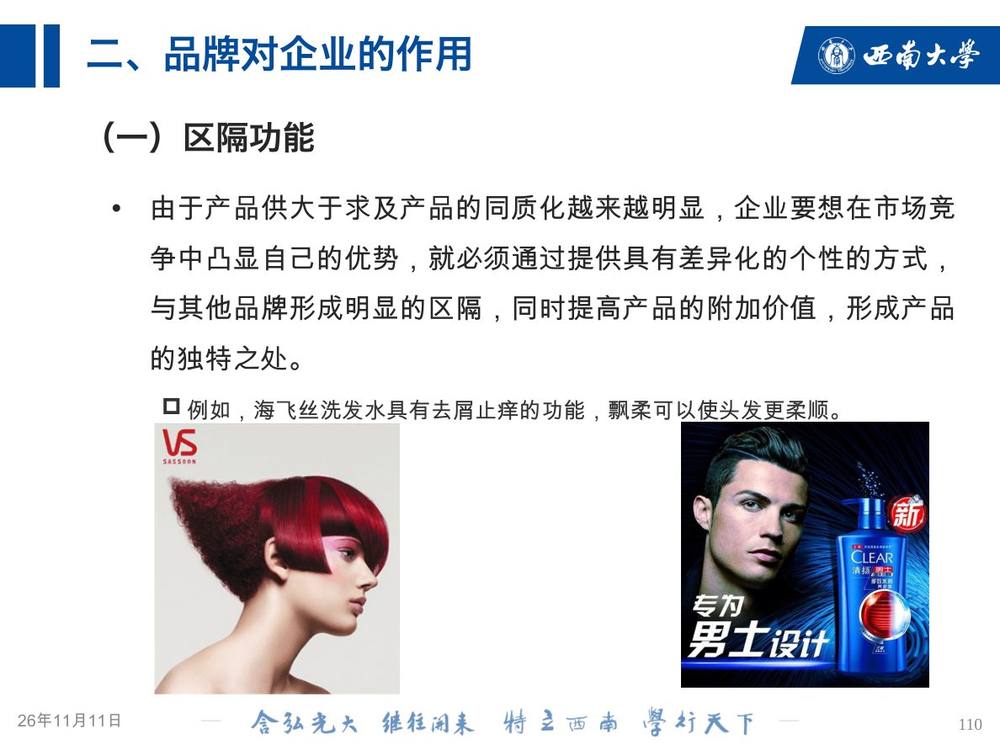 二、品牌对企业的作用
西南大学
（一）区隔功能
• 由于产品供大于求及产品的同质化越来越明显，企业要想在市场竞
争中凸显自己的优势，就必须通过提供具有差异化的个性的方式，
与其他品牌形成明显的区隔，同时提高产品的附加价值，形成产品
的独特之处。
例如，海飞丝洗发水具有去屑止痒的功能，飘柔可以使头发更柔顺。
VS
SASSOON
新
CLEAR
清扬 男士
专为
男士设计
26年11月11日
含弘光大 继往开来 特立西南 學行天下
110